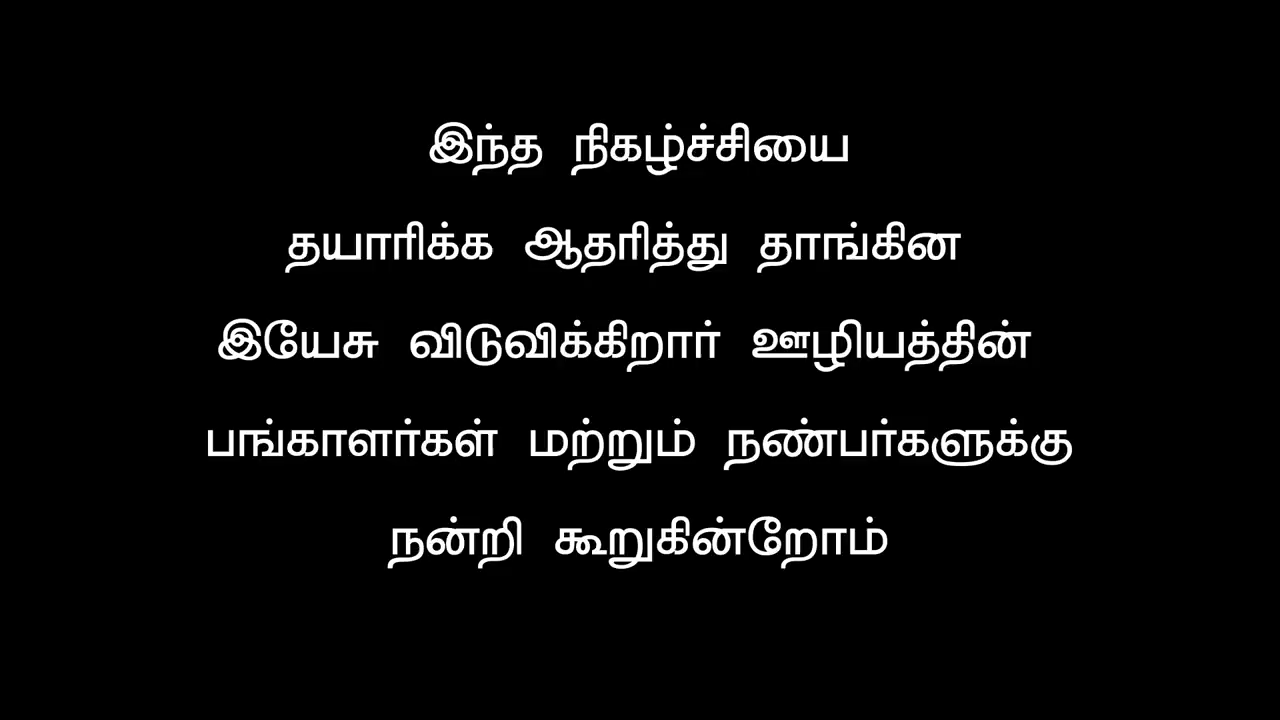 இந்த நிகழ்ச்சியை
தயாரிக்க ஆதரித்து தாங்கின
இயேசு விடுவிக்கிறார் ஊழியத்தின்
பங்காளர்கள் மற்றும் நண்பர்களுக்கு
நன்றி கூறுகின்றோம்